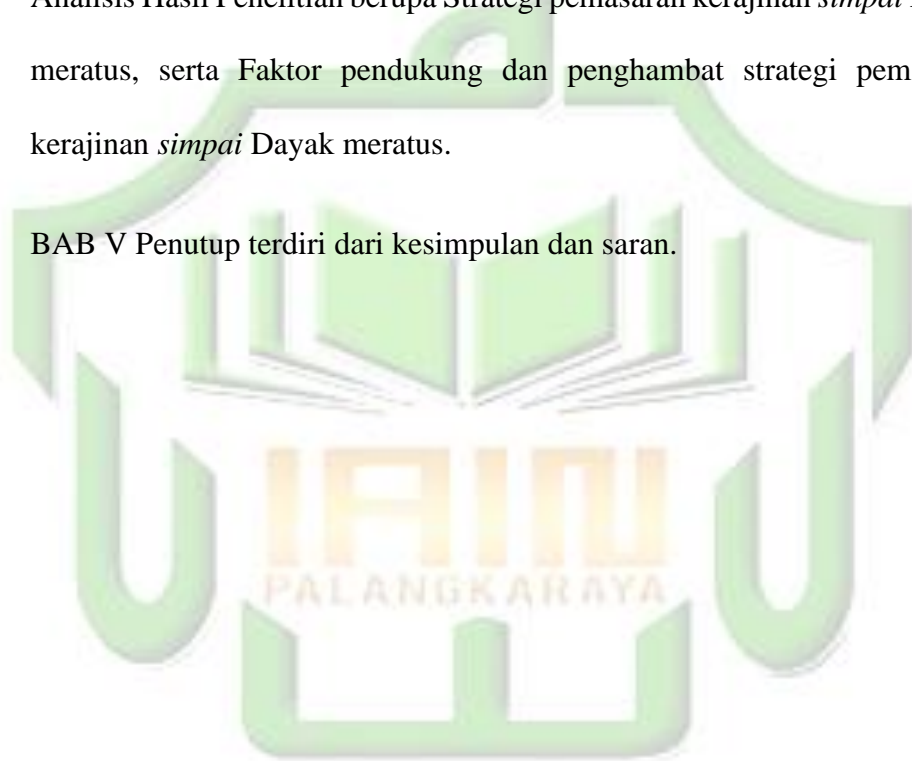 Analisis Hasil Penelitian berupa Strategi pemasaran kerajinan simpai
meratus, serta Faktor pendukung dan penghambat strategi pem
kerajinan simpai Dayak meratus.
BAB V Penutup terdiri dari kesimpulan dan saran.
IAIN
PALANGKARAYA